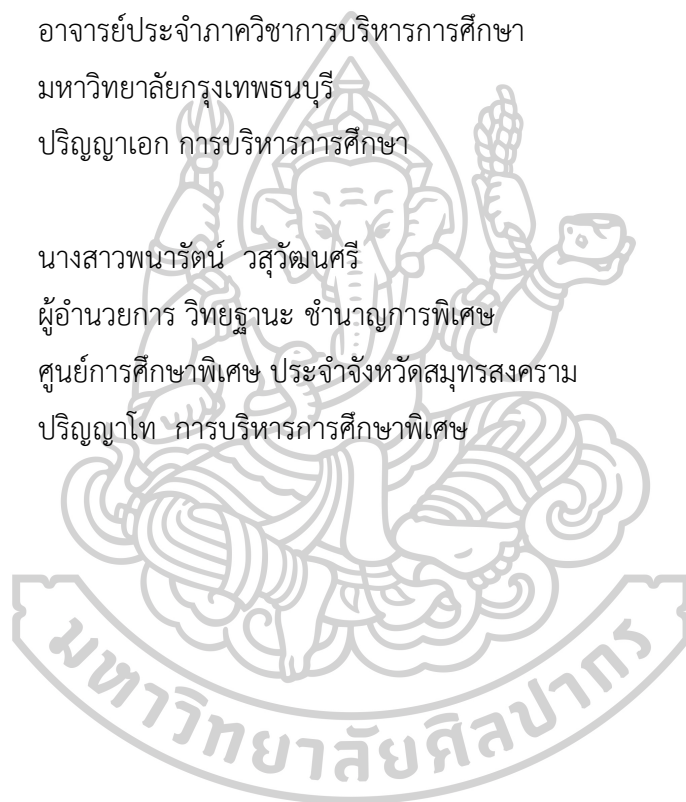 อาจารย์ประจำภาควิชาการบริหารการศึกษา
มหาวิทยาลัยกรุงเทพธนบุรี
ปริญญาเอก การบริหารการศึกษา
นางสาวพนารัตน์ วสุวัฒนศรี
ผู้อำนวยการ วิทยฐานะ ชำนาญการพิเศษ
ศูนย์การศึกษาพิเศษ ประจำจังหวัดสมุทรสงคราม
ปริญญาโท การบริหารการศึกษาพิเศษ
มหาวิทยาลัยศิลปากร